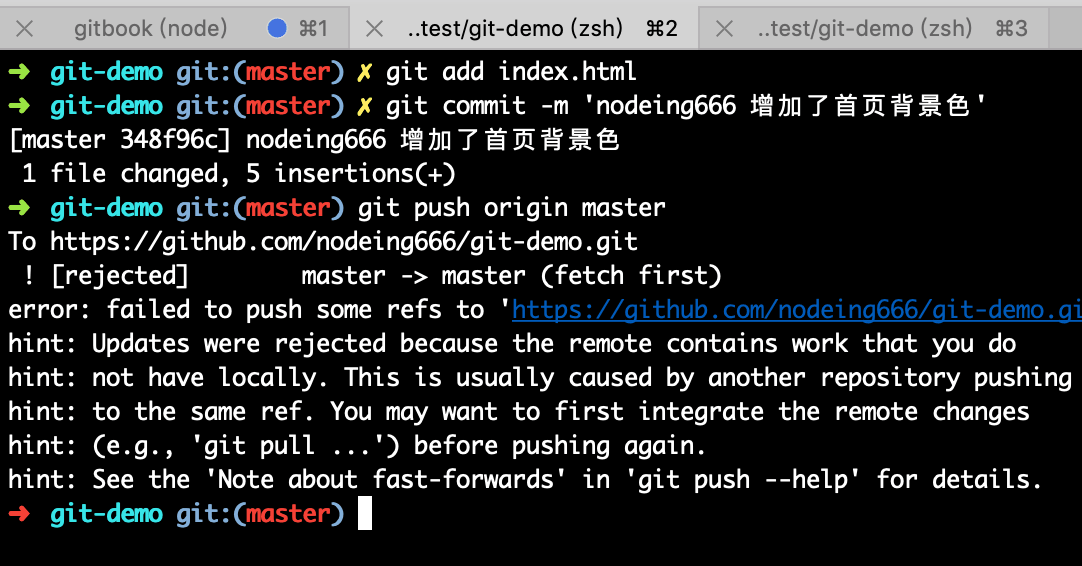 gitbook (node) ⌘1 ..test/git-demo (zsh) ⌘2 ..test/git-demo (zsh) ⌘3
➜ git-demo git:(master) ✗ git add index.html
➜ git-demo git:(master) ✗ git commit -m 'nodeing666 增加了首页背景色'
[master 348f96c] nodeing666 增加了首页背景色
1 file changed, 5 insertions(+)
➜ git-demo git:(master) git push origin master
To https://github.com/nodeing666/git-demo.git
! [rejected] master -> master (fetch first)
error: failed to push some refs to 'https://github.com/nodeing666/git-demo.gi
hint: Updates were rejected because the remote contains work that you do
hint: not have locally. This is usually caused by another repository pushing
hint: to the same ref. You may want to first integrate the remote changes
hint: (e.g., 'git pull ...') before pushing again.
hint: See the 'Note about fast-forwards' in 'git push --help' for details.
➜ git-demo git:(master)